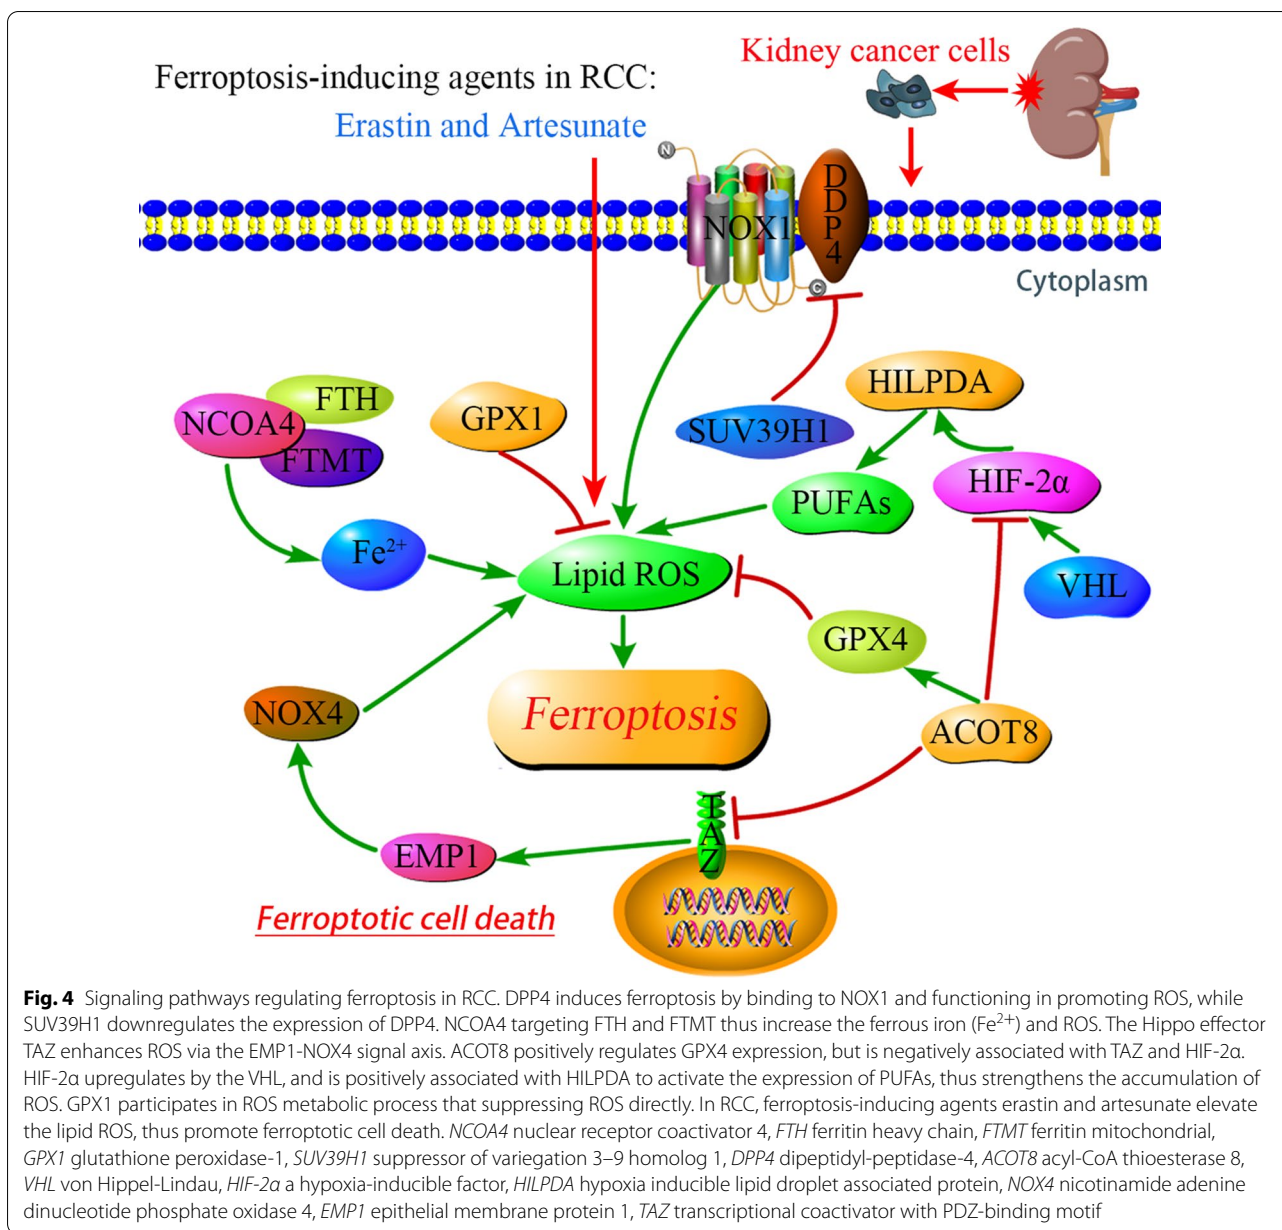 Kidney cancer cells
Ferroptosis-inducing agents in RCC:
Erastin and Artesunate
N
NOX1
DDP4
C
Cytoplasm
HILPDA
FTH
NCOA4
FTMT
GPX1
SUV39H1
HIF-2α
PUFAs
Fe2+
Lipid ROS
VHL
GPX4
NOX4
Ferroptosis
ACOT8
TAZ
EMP1
Ferroptotic cell death
Fig. 4 Signaling pathways regulating ferroptosis in RCC. DPP4 induces ferroptosis by binding to NOX1 and functioning in promoting ROS, while
SUV39H1 downregulates the expression of DPP4. NCOA4 targeting FTH and FTMT thus increase the ferrous iron (Fe2+) and ROS. The Hippo effector
TAZ enhances ROS via the EMP1-NOX4 signal axis. ACOT8 positively regulates GPX4 expression, but is negatively associated with TAZ and HIF-2α.
HIF-2α upregulates by the VHL, and is positively associated with HILPDA to activate the expression of PUFAs, thus strengthens the accumulation of
ROS. GPX1 participates in ROS metabolic process that suppressing ROS directly. In RCC, ferroptosis-inducing agents erastin and artesunate elevate
the lipid ROS, thus promote ferroptotic cell death. NCOA4 nuclear receptor coactivator 4, FTH ferritin heavy chain, FTMT ferritin mitochondrial,
GPX1 glutathione peroxidase-1, SUV39H1 suppressor of variegation 3–9 homolog 1, DPP4 dipeptidyl-peptidase-4, ACOT8 acyl-CoA thioesterase 8,
VHL von Hippel-Lindau, HIF-2α a hypoxia-inducible factor, HILPDA hypoxia inducible lipid droplet associated protein, NOX4 nicotinamide adenine
dinucleotide phosphate oxidase 4, EMP1 epithelial membrane protein 1, TAZ transcriptional coactivator with PDZ-binding motif